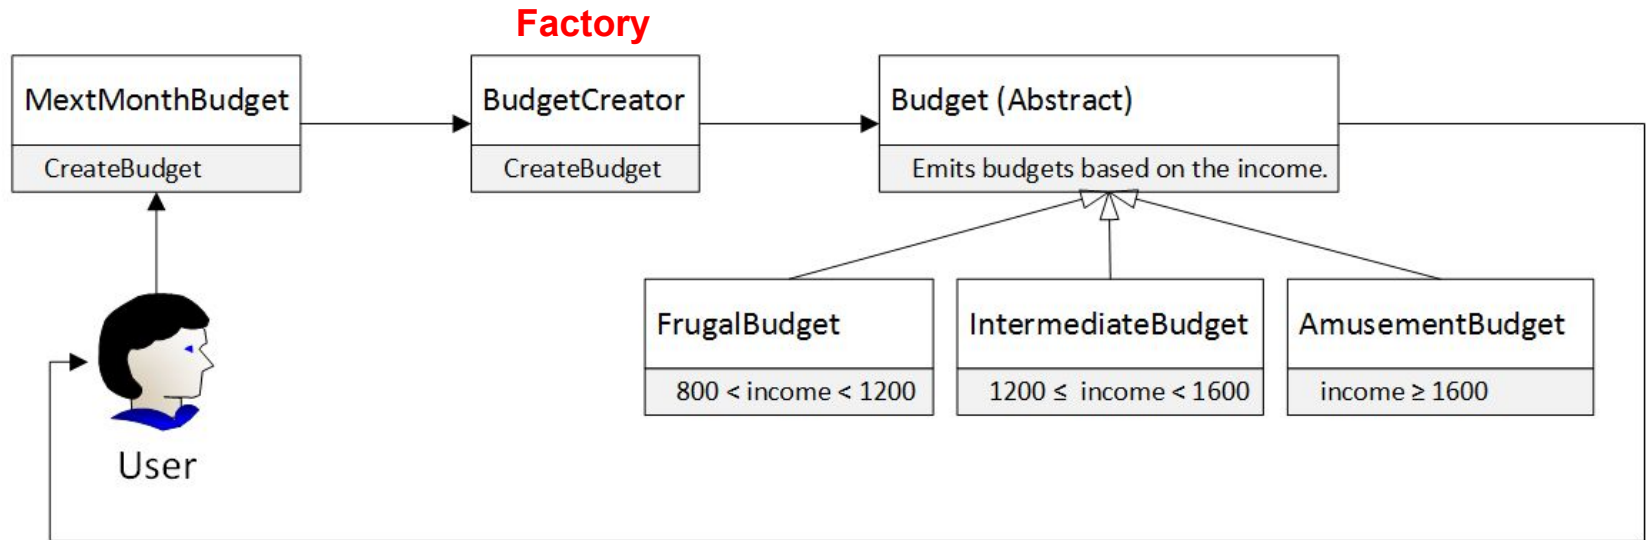 Factory
MextMonthBudget
CreateBudget
BudgetCreator
CreateBudget
Budget (Abstract)
Emits budgets based on the income.
FrugalBudget
800 < income < 1200
IntermediateBudget
1200 ≤ income < 1600
AmusementBudget
income ≥ 1600
User